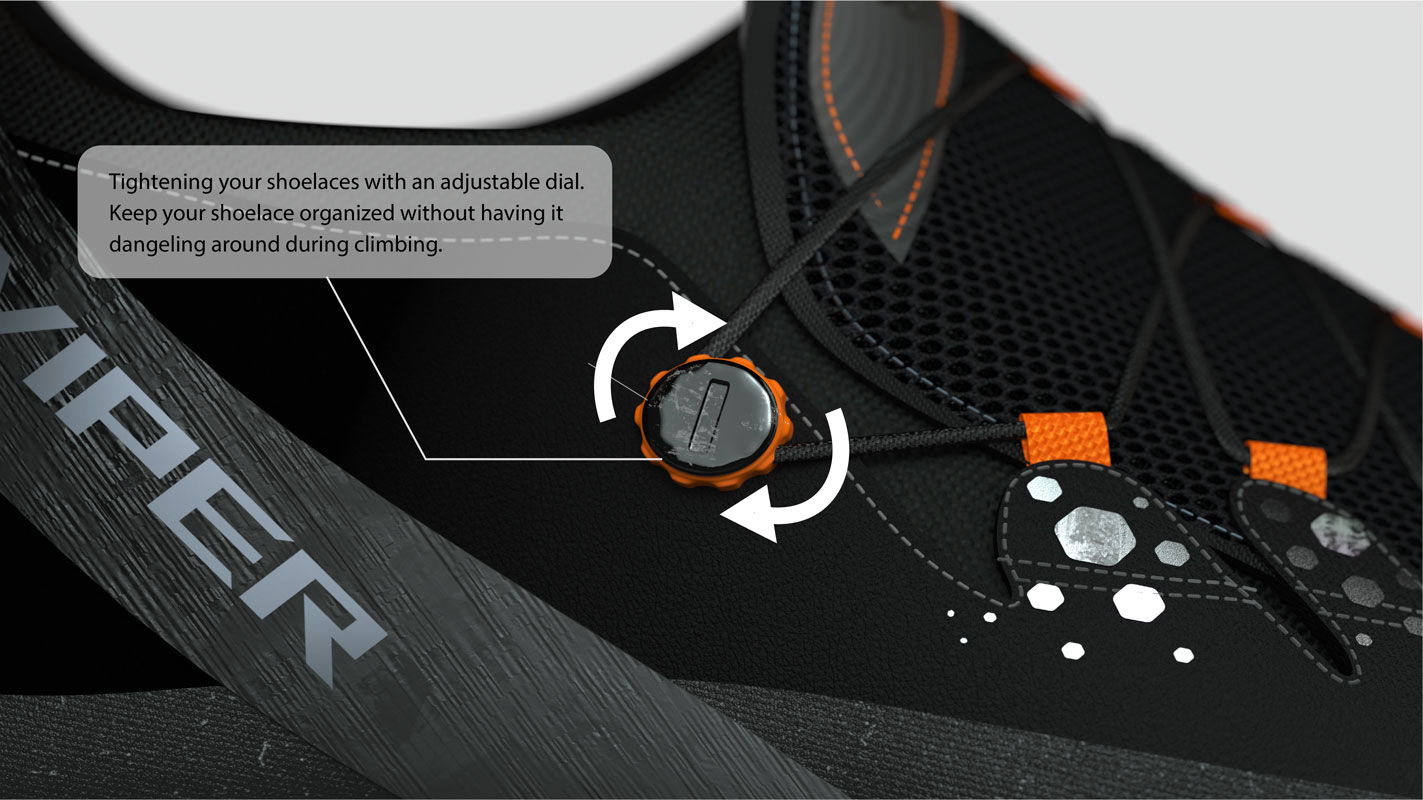 Tightening your shoelaces with an adjustable dial.
Keep your shoelace organized without having it
dangeling around during climbing.
VIPER